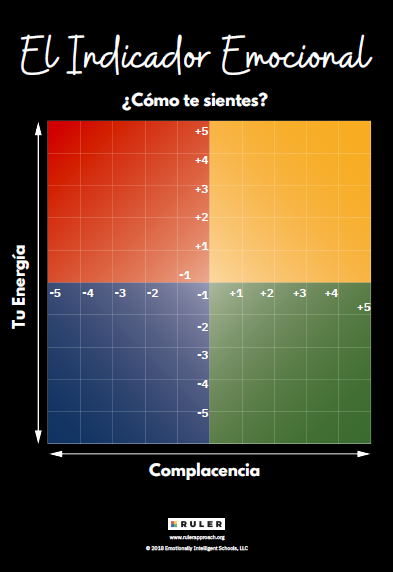 El Indicador Emocional
¿Cómo te sientes?
Tu Energía
+5
+4
+3
+2
+1
-1
-5 -4 -3 -2 -1 +1 +2 +3 +4 +5
-2
-3
-4
-5
Complacencia
RULER
www.rulerapproach.org
© 2018 Emotionally Intelligent Schools, LLC